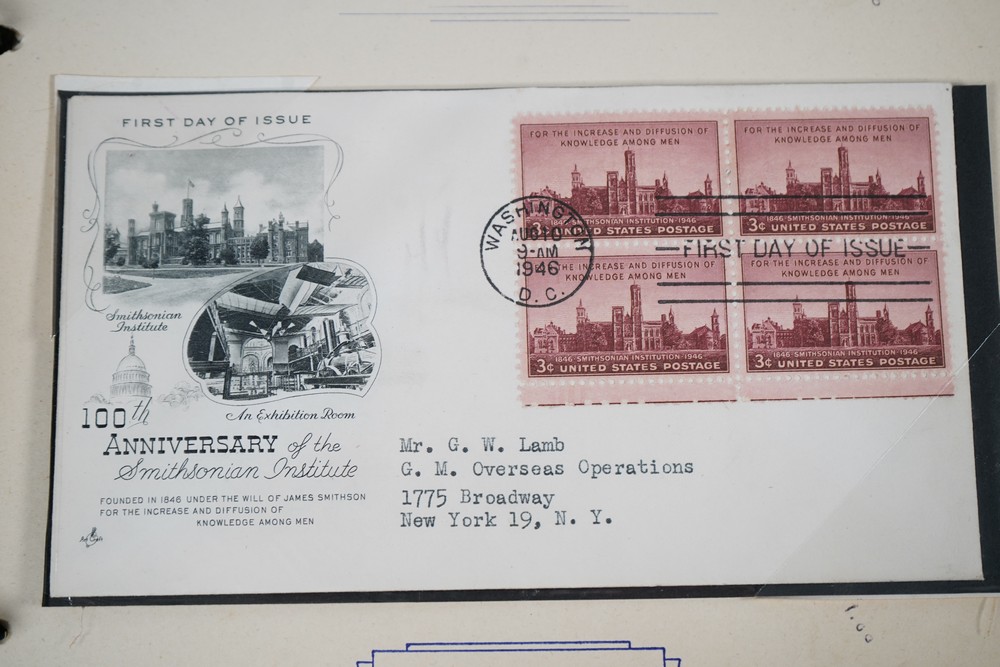 FIRST DAY OF ISSUE
Smithsonian
Institute
An Exhibition Room
100th
ANNIVERSARY of the
Smithsonian Institute
FOUNDED IN 1846 UNDER THE WILL OF JAMES SMITHSON
FOR THE INCREASE AND DIFFUSION OF
KNOWLEDGE AMONG MEN
Art Craft
FOR THE INCREASE AND DIFFUSION OF
KNOWLEDGE AMONG MEN
1846·SMITHSONIAN INSTITUTION·1946
3¢ UNITED STATES POSTAGE
FOR THE INCREASE AND DIFFUSION OF
KNOWLEDGE AMONG MEN
1846·SMITHSONIAN INSTITUTION·1946
3¢ UNITED STATES POSTAGE
WASHINGTON
AUG 10
9-AM
1946
D. C.
FIRST DAY OF ISSUE
FOR THE INCREASE AND DIFFUSION OF
KNOWLEDGE AMONG MEN
1846·SMITHSONIAN INSTITUTION·1946
3¢ UNITED STATES POSTAGE
FOR THE INCREASE AND DIFFUSION OF
KNOWLEDGE AMONG MEN
1846·SMITHSONIAN INSTITUTION·1946
3¢ UNITED STATES POSTAGE
Mr. G. W. Lamb
G. M. Overseas Operations
1775 Broadway
New York 19, N. Y.